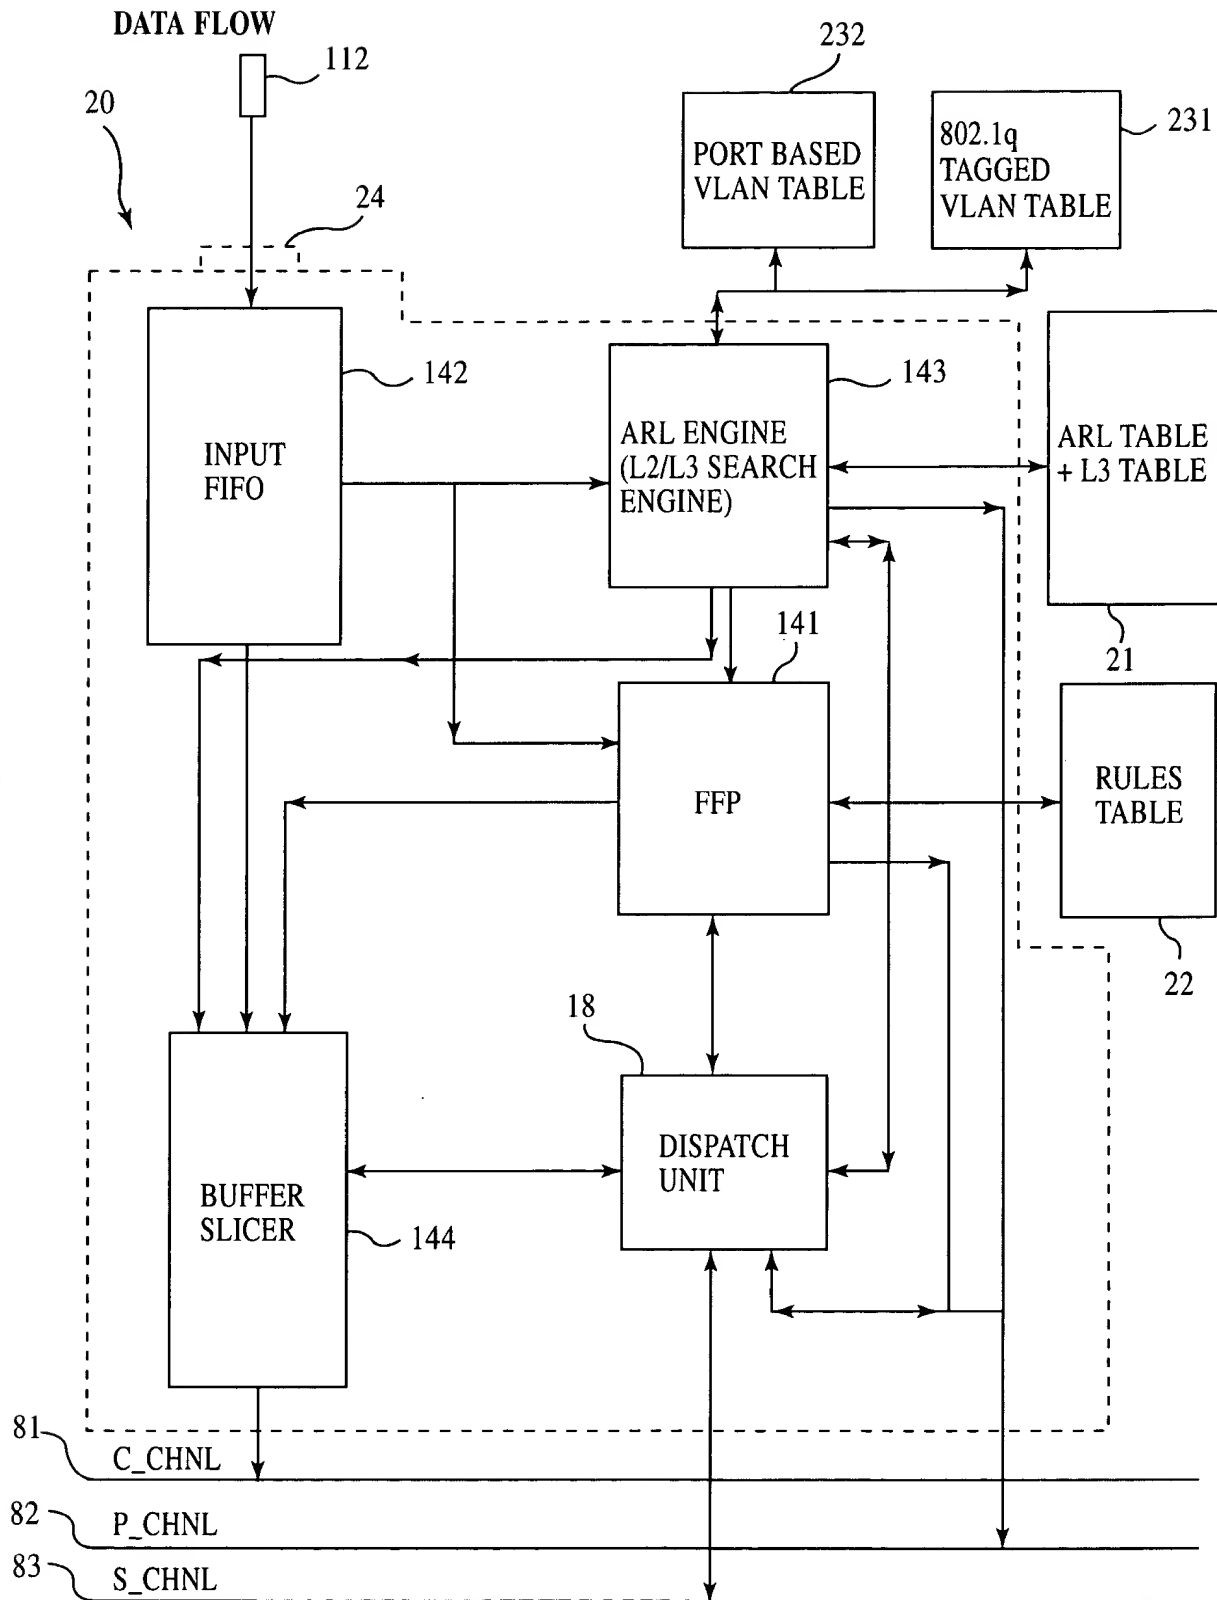 DATA FLOW
112
232
20
231
PORT BASED
VLAN TABLE
802.1q
TAGGED
VLAN TABLE
24
142
143
INPUT
FIFO
ARL ENGINE
(L2/L3 SEARCH
ENGINE)
ARL TABLE
+ L3 TABLE
141
21
FFP
RULES
TABLE
22
18
DISPATCH
UNIT
BUFFER
SLICER
144
81
C_CHNL
82
P_CHNL
83
S_CHNL